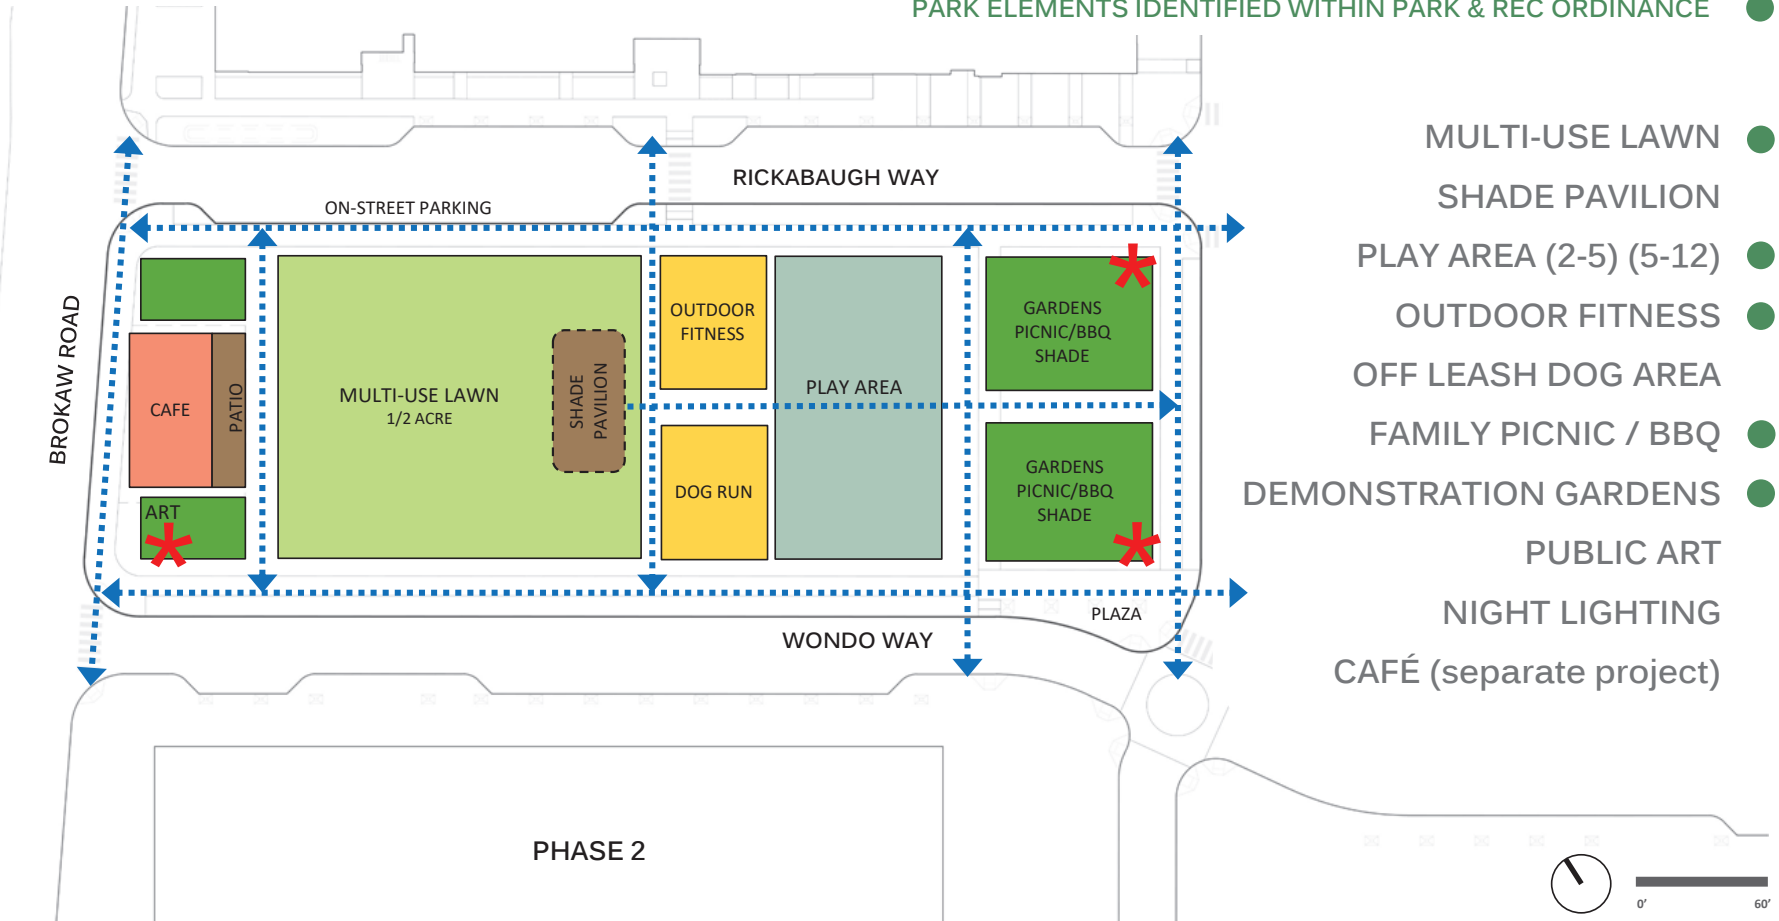 PARK ELEMENTS IDENTIFIED WITHIN PARK & REC ORDINANCE
MULTI-USE LAWN
SHADE PAVILION
PLAY AREA (2-5) (5-12)
OUTDOOR FITNESS
OFF LEASH DOG AREA
FAMILY PICNIC / BBQ
DEMONSTRATION GARDENS
PUBLIC ART
NIGHT LIGHTING
CAFÉ (separate project)
RICKABAUGH WAY
ON-STREET PARKING
BROKAW ROAD
CAFE
PATIO
ART
MULTI-USE LAWN
1/2 ACRE
SHADE
PAVILION
OUTDOOR
FITNESS
DOG RUN
PLAY AREA
GARDENS
PICNIC/BBQ
SHADE
GARDENS
PICNIC/BBQ
SHADE
PLAZA
WONDO WAY
PHASE 2
0'
60'